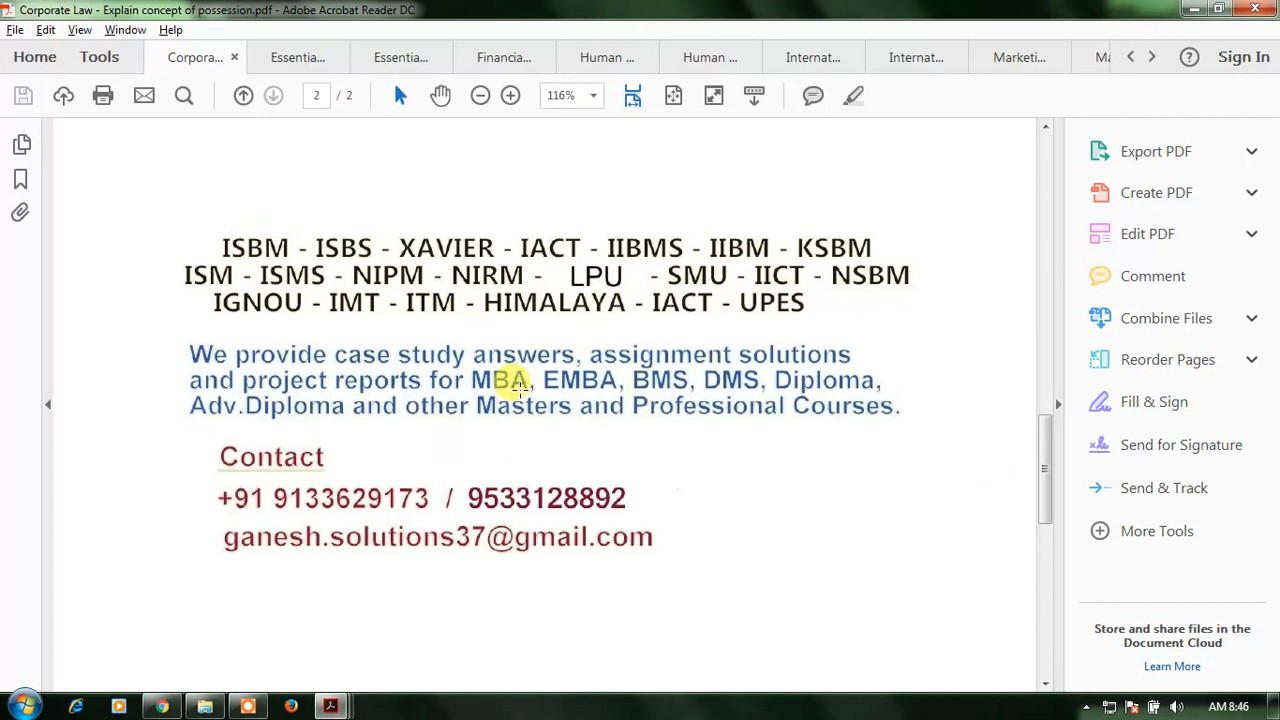 Corporate Law - Explain concept of possession.pdf - Adobe Acrobat Reader DC
File Edit View Window Help
Home Tools Corpora... Essentia... Essentia... Financia... Human ... Human ... Internat... Internat... Marketi... Ma Sign In
2 / 2 116%
ISBM - ISBS - XAVIER - IACT - IIBMS - IIBM - KSBM
ISM - ISMS - NIPM - NIRM - LPU - SMU - IICT - NSBM
IGNOU - IMT - ITM - HIMALAYA - IACT - UPES
We provide case study answers, assignment solutions
and project reports for MBA, EMBA, BMS, DMS, Diploma,
Adv.Diploma and other Masters and Professional Courses.
Contact
+91 9133629173 / 9533128892
ganesh.solutions37@gmail.com
Export PDF
Create PDF
Edit PDF
Comment
Combine Files
Reorder Pages
Fill & Sign
Send for Signature
Send & Track
More Tools
Store and share files in the
Document Cloud
Learn More
AM 8:46